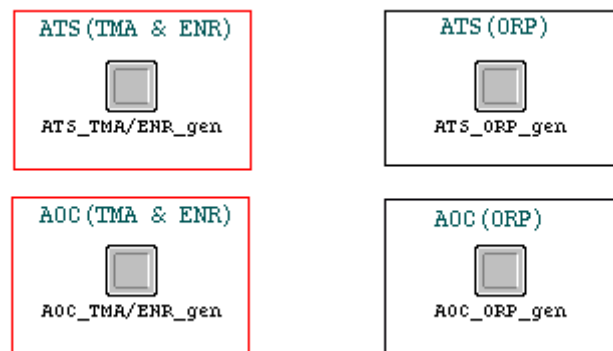 ATS(TMA & ENR)
ATS_TMA/ENR_gen
ATS(ORP)
ATS_ORP_gen
AOC(TMA & ENR)
AOC_TMA/ENR_gen
AOC(ORP)
AOC_ORP_gen